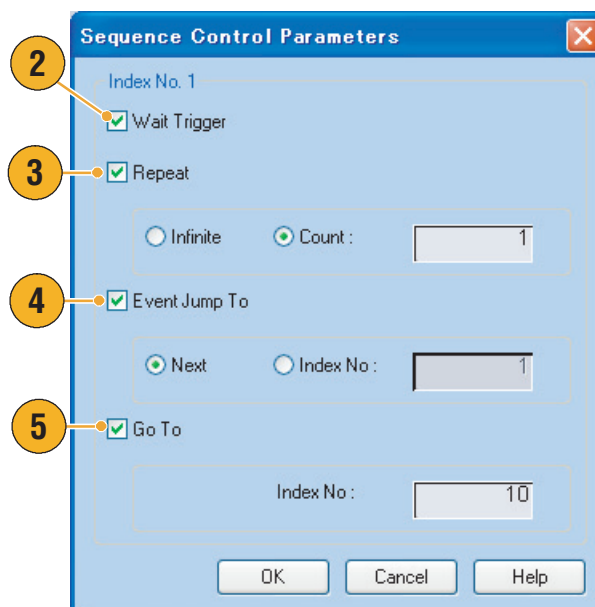 Sequence Control Parameters
2
Index No. 1
Wait Trigger
3
Repeat
Infinite Count : 1
4
Event Jump To
Next Index No : 1
5
Go To
Index No : 10
OK Cancel Help